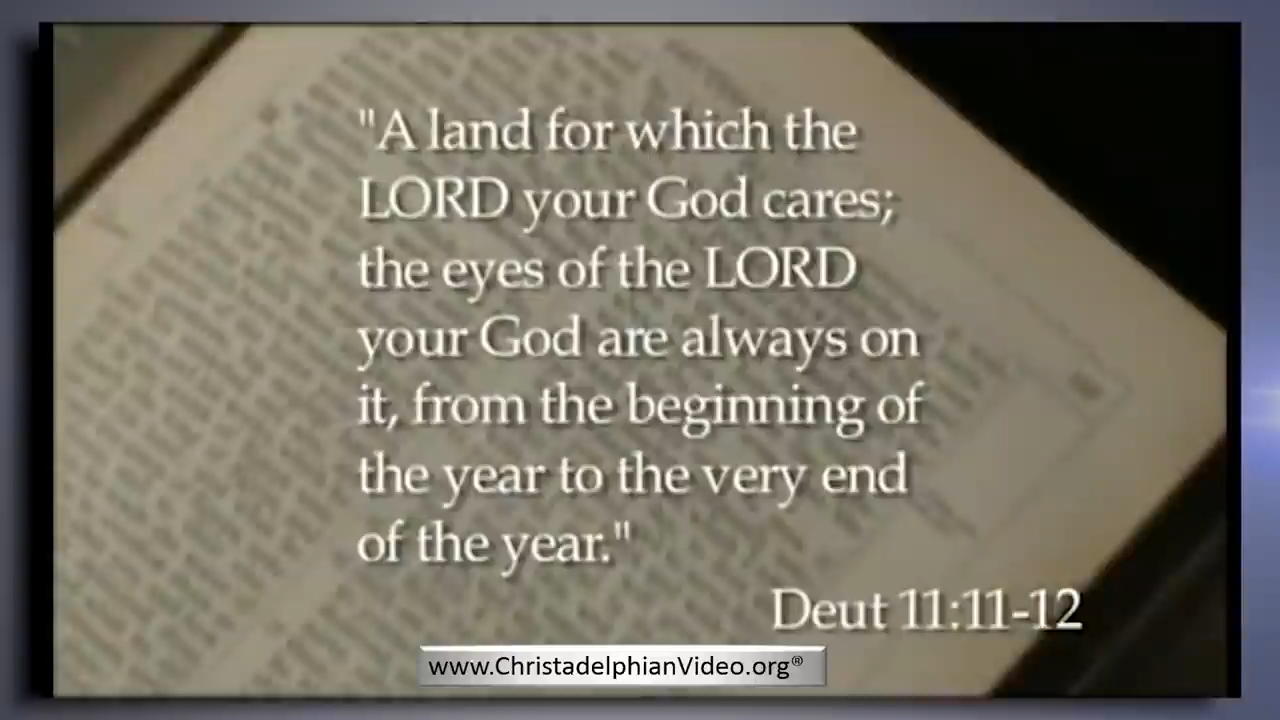 "A land for which the
LORD your God cares;
the eyes of the LORD
your God are always on
it, from the beginning of
the year to the very end
of the year."
Deut 11:11-12
www.ChristadelphianVideo.org®